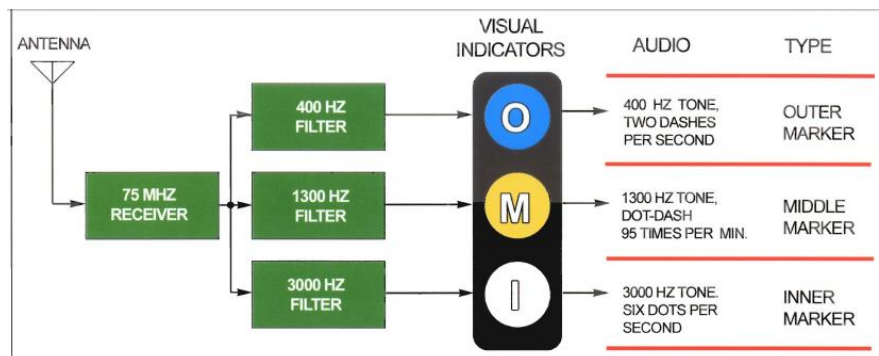 ANTENNA
VISUAL
INDICATORS
AUDIO
TYPE
75 MHZ
RECEIVER
400 HZ
FILTER
O
400 HZ TONE,
TWO DASHES
PER SECOND
OUTER
MARKER
1300 HZ
FILTER
M
1300 HZ TONE,
DOT-DASH
95 TIMES PER MIN.
MIDDLE
MARKER
3000 HZ
FILTER
I
3000 HZ TONE.
SIX DOTS PER
SECOND
INNER
MARKER